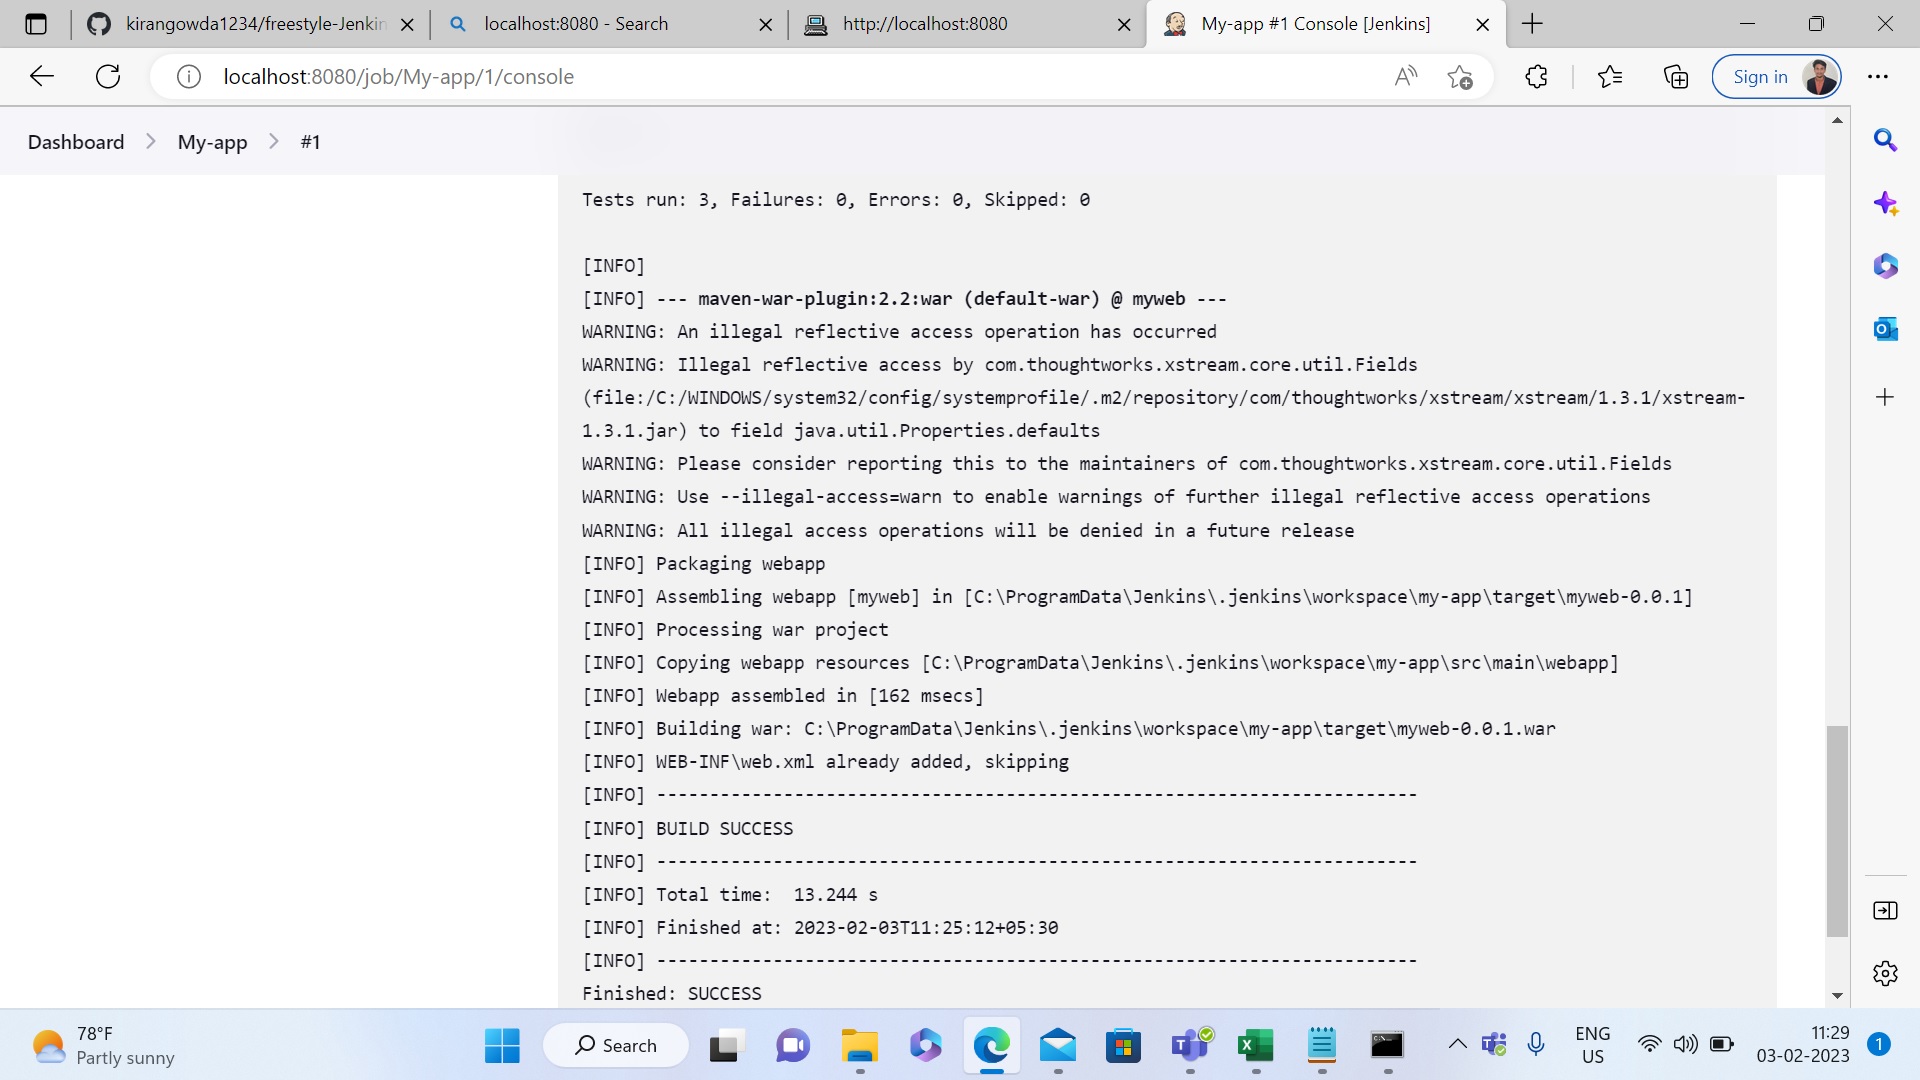 kirangowda1234/freestyle-Jenkin
localhost:8080 - Search
http://localhost:8080
My-app #1 Console [Jenkins]
localhost:8080/job/My-app/1/console
Sign in
Dashboard > My-app > #1
Tests run: 3, Failures: 0, Errors: 0, Skipped: 0
[INFO]
[INFO] --- maven-war-plugin:2.2:war (default-war) @ myweb ---
WARNING: An illegal reflective access operation has occurred
WARNING: Illegal reflective access by com.thoughtworks.xstream.core.util.Fields
(file:/C:/WINDOWS/system32/config/systemprofile/.m2/repository/com/thoughtworks/xstream/xstream/1.3.1/xstream-
1.3.1.jar) to field java.util.Properties.defaults
WARNING: Please consider reporting this to the maintainers of com.thoughtworks.xstream.core.util.Fields
WARNING: Use --illegal-access=warn to enable warnings of further illegal reflective access operations
WARNING: All illegal access operations will be denied in a future release
[INFO] Packaging webapp
[INFO] Assembling webapp [myweb] in [C:\ProgramData\Jenkins\.jenkins\workspace\my-app\target\myweb-0.0.1]
[INFO] Processing war project
[INFO] Copying webapp resources [C:\ProgramData\Jenkins\.jenkins\workspace\my-app\src\main\webapp]
[INFO] Webapp assembled in [162 msecs]
[INFO] Building war: C:\ProgramData\Jenkins\.jenkins\workspace\my-app\target\myweb-0.0.1.war
[INFO] WEB-INF\web.xml already added, skipping
[INFO] ------------------------------------------------------------------------
[INFO] BUILD SUCCESS
[INFO] ------------------------------------------------------------------------
[INFO] Total time:  13.244 s
[INFO] Finished at: 2023-02-03T11:25:12+05:30
[INFO] ------------------------------------------------------------------------
Finished: SUCCESS
78°F
Partly sunny
Search
ENG
US
11:29
03-02-2023
1